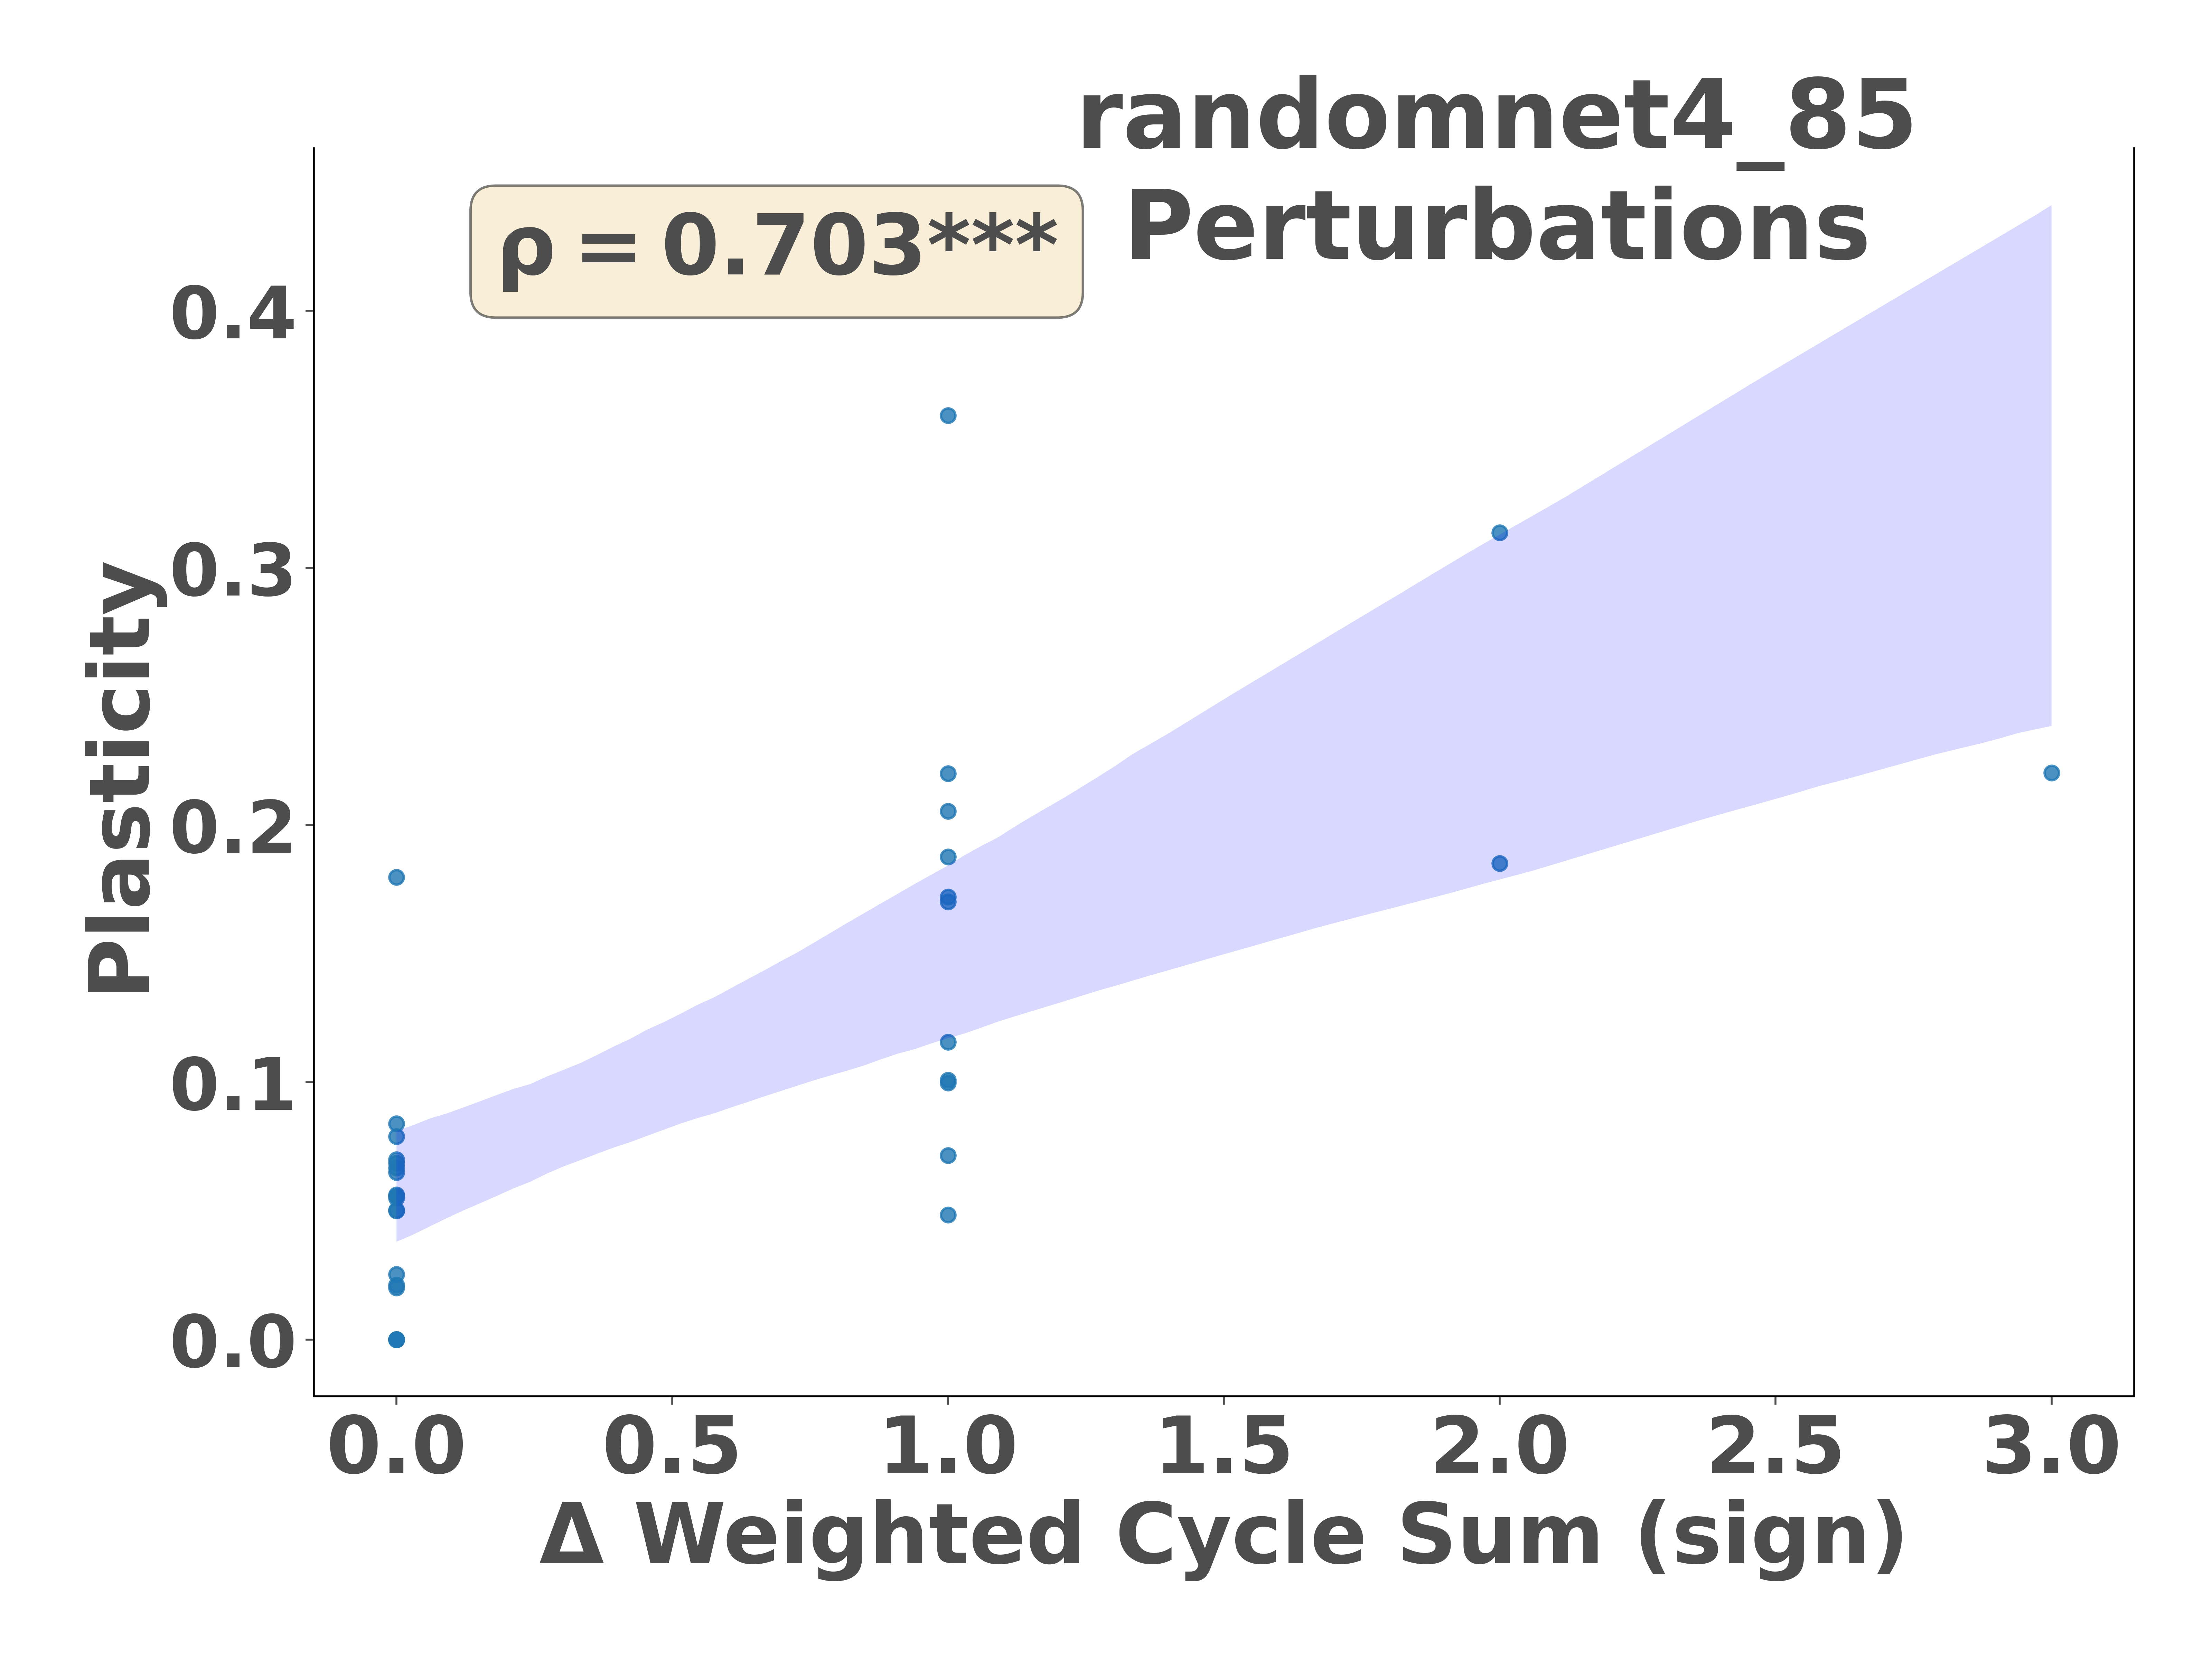 randomnet4_85
Perturbations
ρ = 0.703***
Plasticity
0.4
0.3
0.2
0.1
0.0
0.0 0.5 1.0 1.5 2.0 2.5 3.0
Δ Weighted Cycle Sum (sign)